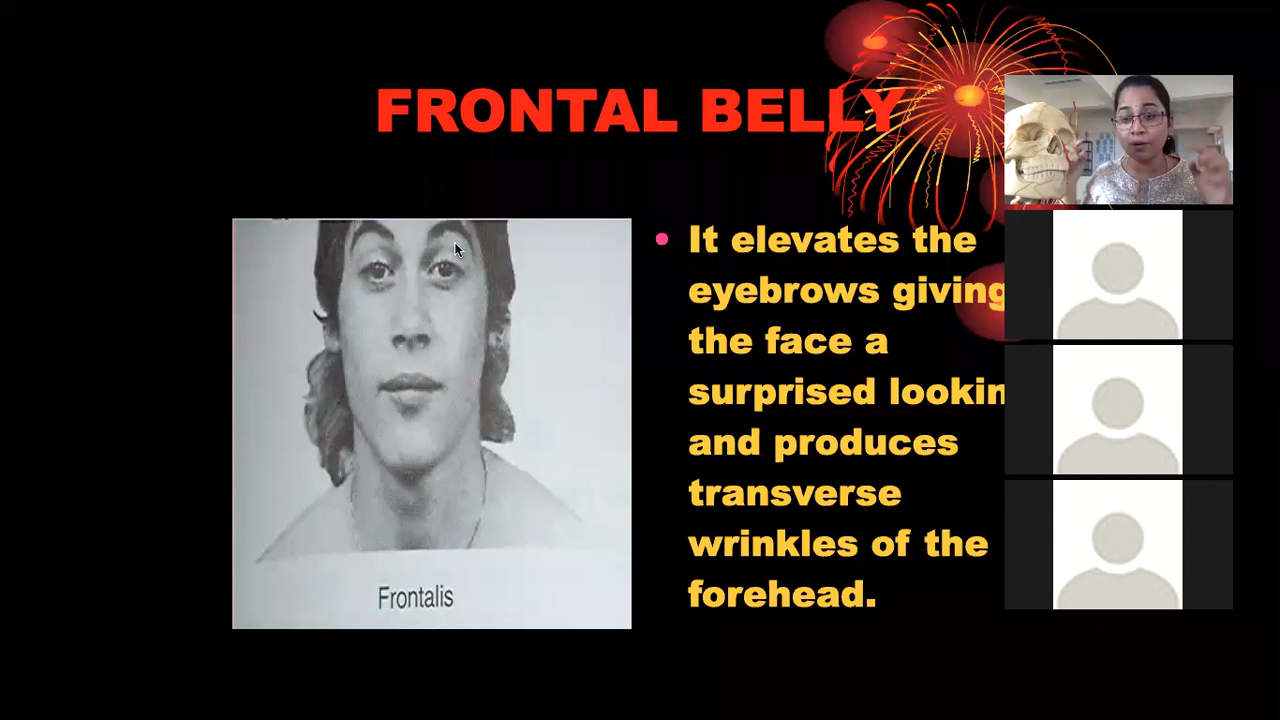 FRONTAL BELLY
• It elevates the
eyebrows giving
the face a
surprised lookin
and produces
transverse
wrinkles of the
forehead.
Frontalis